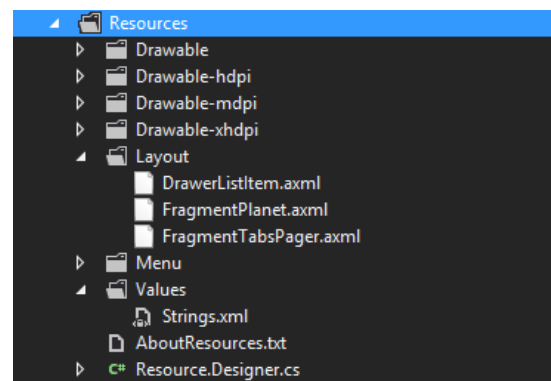 Resources
Drawable
Drawable-hdpi
Drawable-mdpi
Drawable-xhdpi
Layout
DrawerListItem.axml
FragmentPlanet.axml
FragmentTabsPager.axml
Menu
Values
Strings.xml
AboutResources.txt
C# Resource.Designer.cs